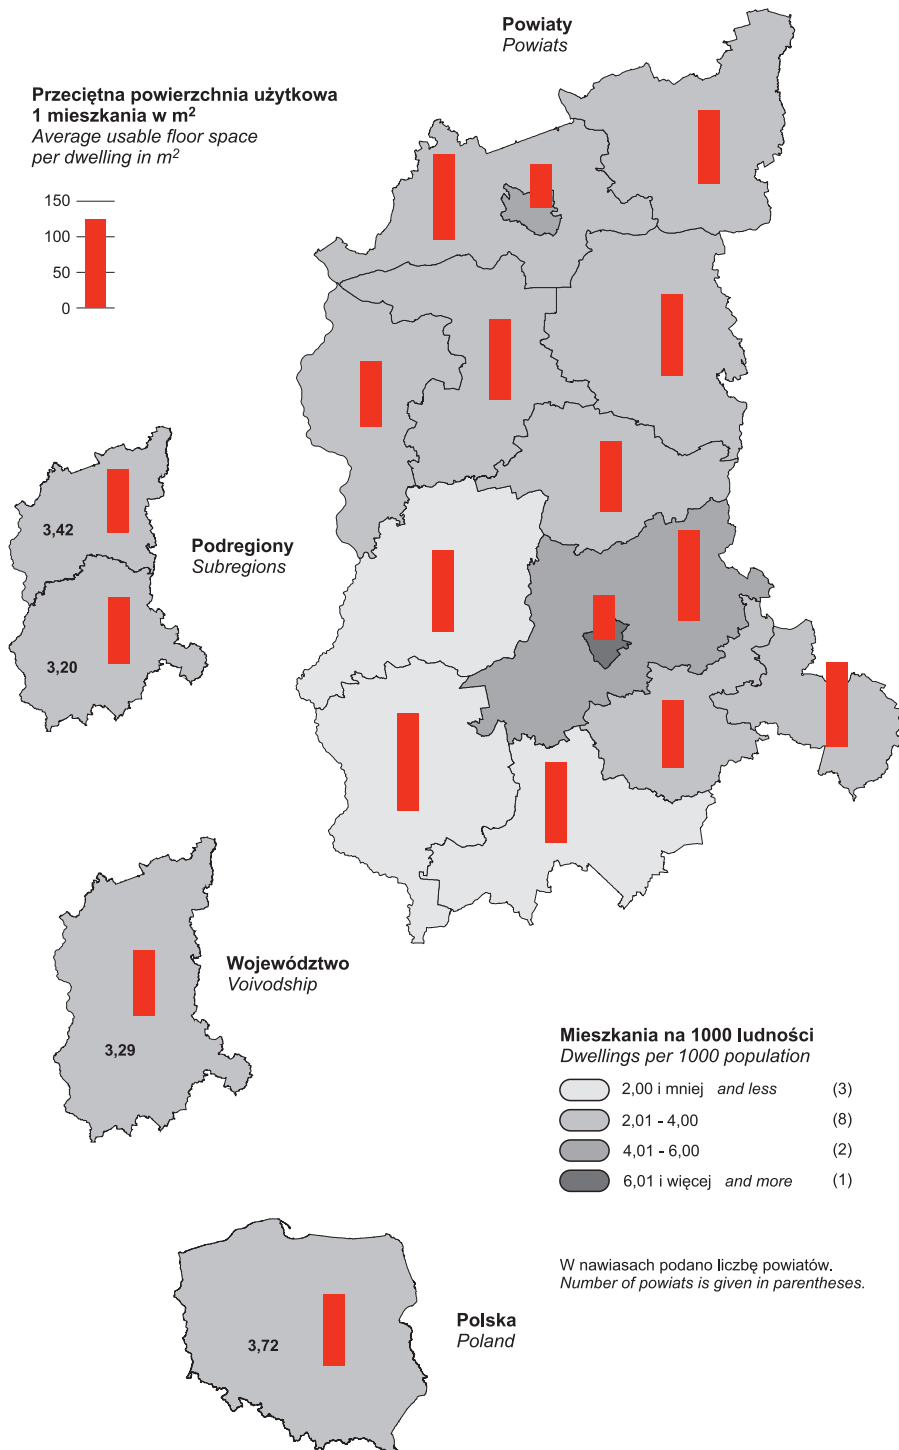 Powiaty
Powiats
Przeciętna powierzchnia użytkowa
1 mieszkania w m²
Average usable floor space
per dwelling in m²
150
100
50
0
3,42
Podregiony
Subregions
3,20
Województwo
Voivodship
3,29
Mieszkania na 1000 ludności
Dwellings per 1000 population
2,00 i mniej and less (3)
2,01 - 4,00 (8)
4,01 - 6,00 (2)
6,01 i więcej and more (1)
W nawiasach podano liczbę powiatów.
Number of powiats is given in parentheses.
Polska
Poland
3,72